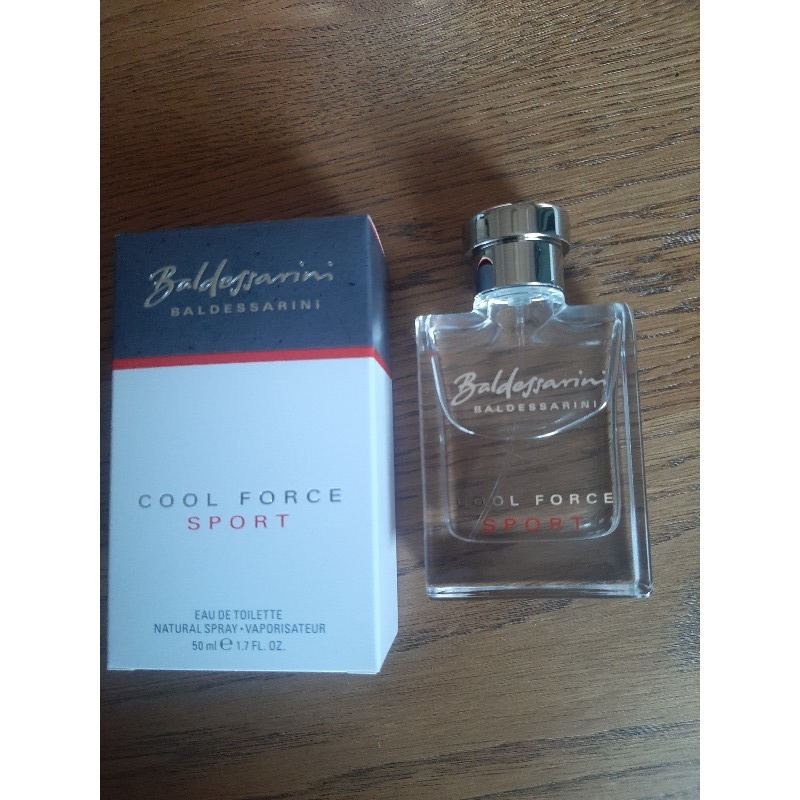 Baldessarini
BALDESSARINI
COOL FORCE
SPORT
EAU DE TOILETTE
NATURAL SPRAY • VAPORISATEUR
50 ml ℮ 1.7 FL. OZ.
Baldessarini
BALDESSARINI
COOL FORCE
SPORT